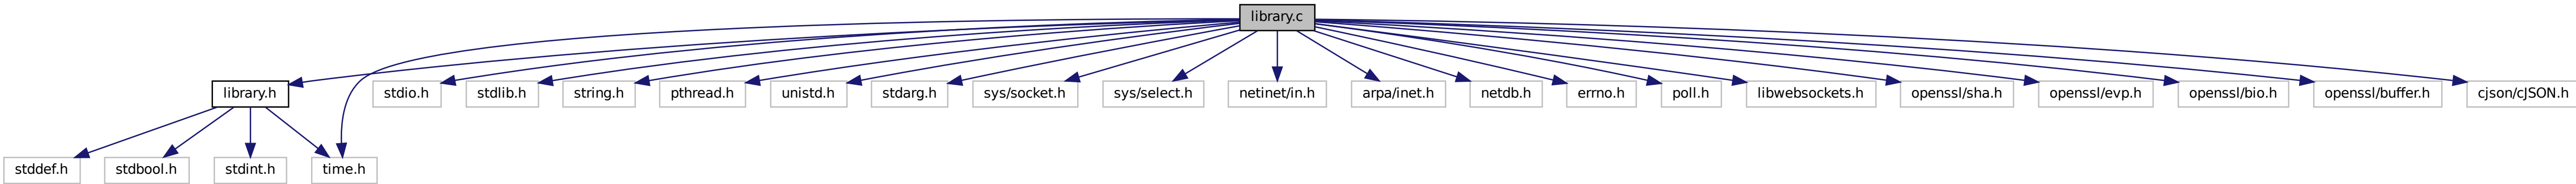 library.c
library.h
stdio.h
stdlib.h
string.h
pthread.h
unistd.h
stdarg.h
sys/socket.h
sys/select.h
netinet/in.h
arpa/inet.h
netdb.h
errno.h
poll.h
libwebsockets.h
openssl/sha.h
openssl/evp.h
openssl/bio.h
openssl/buffer.h
cjson/cJSON.h
stddef.h
stdbool.h
stdint.h
time.h